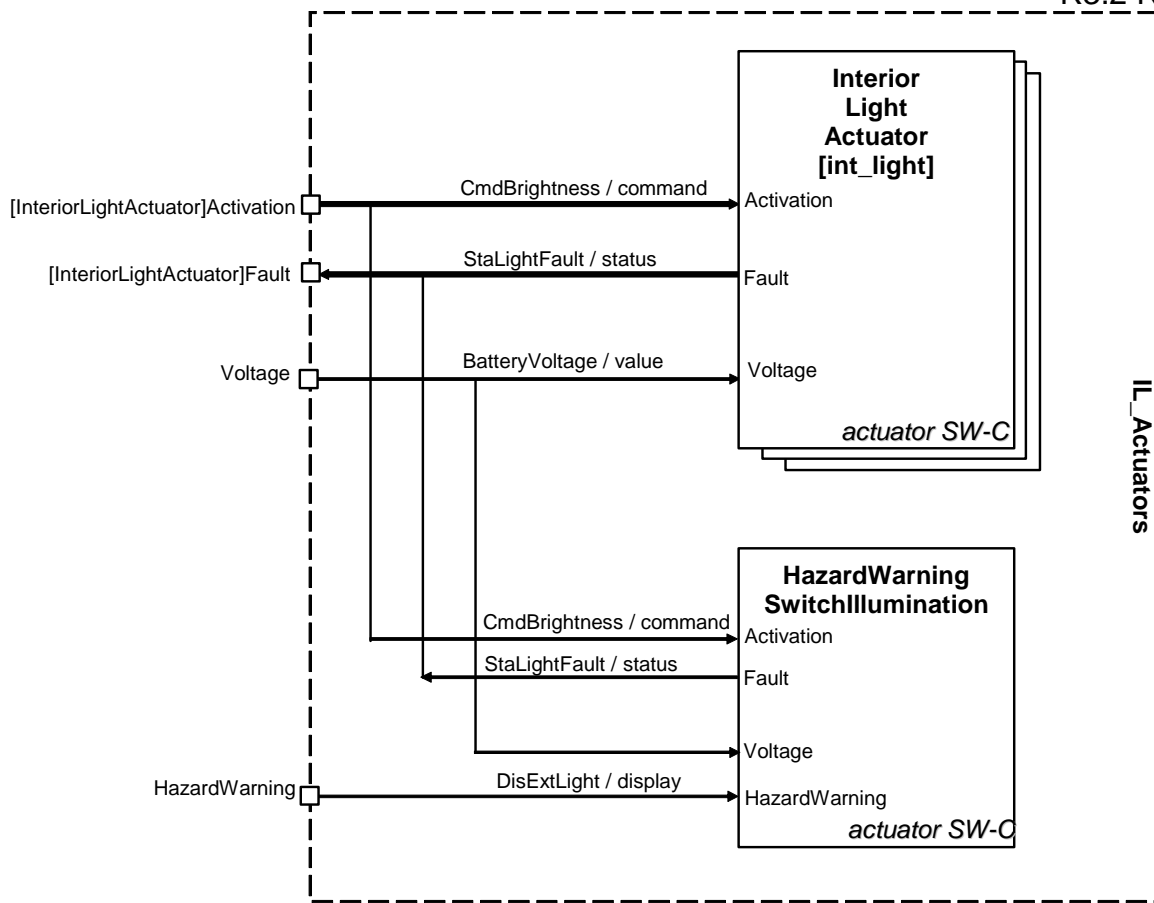 Interior
Light
Actuator
[int_light]
CmdBrightness / command
[InteriorLightActuator]Activation
Activation
StaLightFault / status
[InteriorLightActuator]Fault
Fault
BatteryVoltage / value
Voltage
Voltage
actuator SW-C
IL_Actuators
HazardWarning
SwitchIllumination
CmdBrightness / command
Activation
StaLightFault / status
Fault
Voltage
HazardWarning
DisExtLight / display
HazardWarning
actuator SW-C